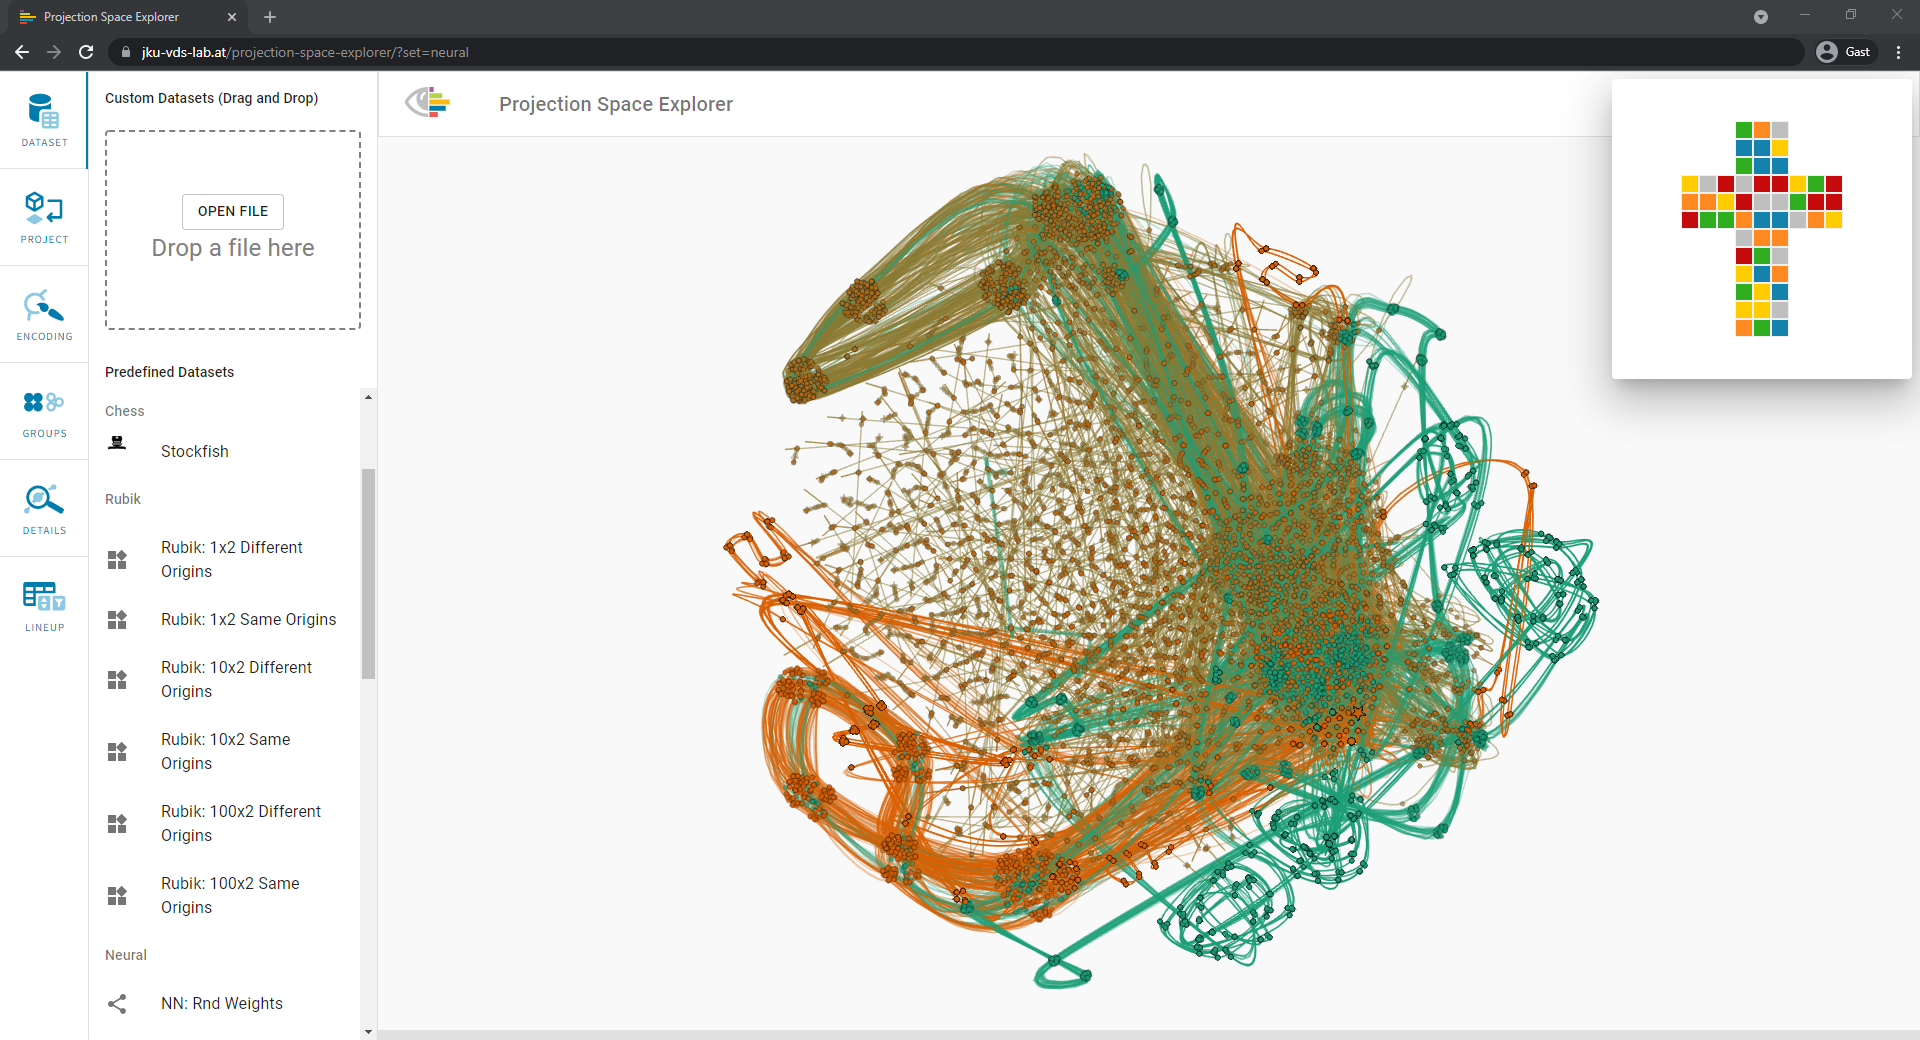 Projection Space Explorer
jku-vds-lab.at/projection-space-explorer/?set=neural
Gast
DATASET
PROJECT
ENCODING
GROUPS
DETAILS
LINEUP
Custom Datasets (Drag and Drop)
OPEN FILE
Drop a file here
Predefined Datasets
Chess
Stockfish
Rubik
Rubik: 1x2 Different
Origins
Rubik: 1x2 Same Origins
Rubik: 10x2 Different
Origins
Rubik: 10x2 Same
Origins
Rubik: 100x2 Different
Origins
Rubik: 100x2 Same
Origins
Neural
NN: Rnd Weights
Projection Space Explorer